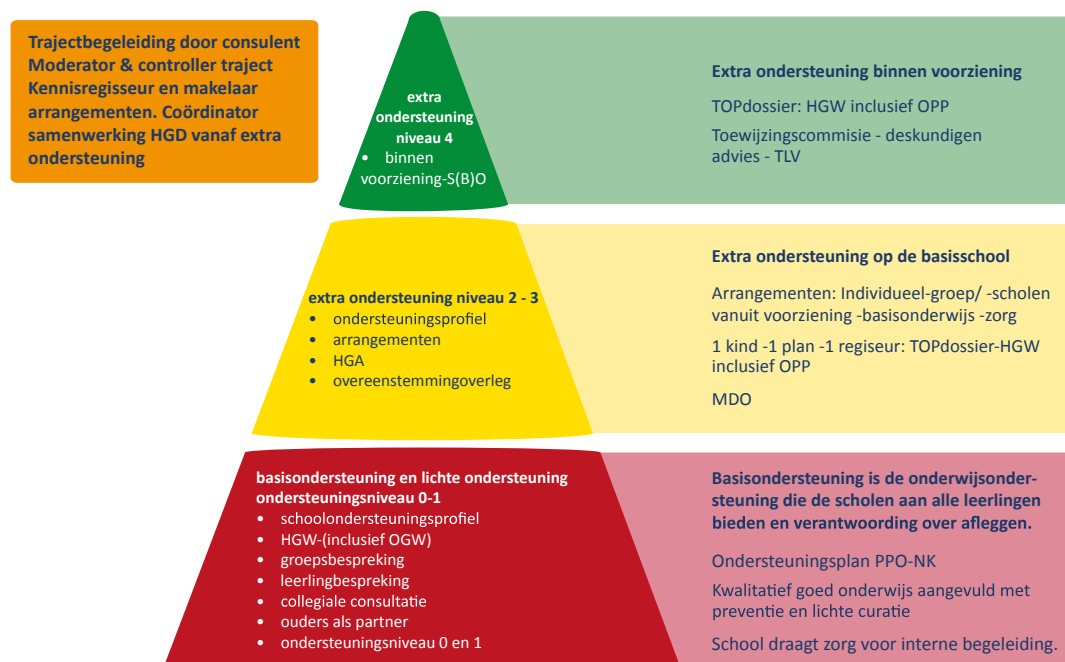 Trajectbegeleiding door consulent
Moderator & controller traject
Kennisregisseur en makelaar
arrangementen. Coördinator
samenwerking HGD vanaf extra
ondersteuning
extra
ondersteuning
niveau 4
• binnen
voorziening-S(B)O
Extra ondersteuning binnen voorziening
TOPdossier: HGW inclusief OPP
Toewijzingscommisie - deskundigen
advies - TLV
extra ondersteuning niveau 2 - 3
• ondersteuningsprofiel
• arrangementen
• HGA
• overeenstemmingoverleg
Extra ondersteuning op de basisschool
Arrangementen: Individueel-groep/ -scholen
vanuit voorziening -basisonderwijs -zorg
1 kind -1 plan -1 regiseur: TOPdossier-HGW
inclusief OPP
MDO
basisondersteuning en lichte ondersteuning
ondersteuningsniveau 0-1
• schoolondersteuningsprofiel
• HGW-(inclusief OGW)
• groepsbespreking
• leerlingbespreking
• collegiale consultatie
• ouders als partner
• ondersteuningsniveau 0 en 1
Basisondersteuning is de onderwijsonder-
steuning die de scholen aan alle leerlingen
bieden en verantwoording over afleggen.
Ondersteuningsplan PPO-NK
Kwalitatief goed onderwijs aangevuld met
preventie en lichte curatie
School draagt zorg voor interne begeleiding.